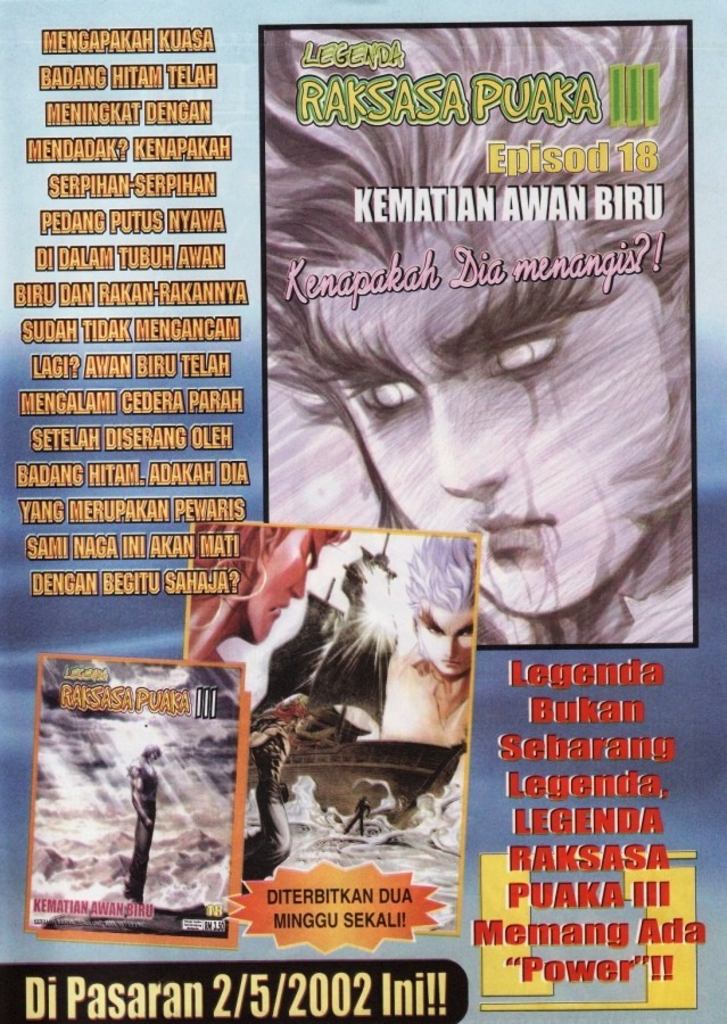 MENGAPAKAH KUASA
BADANG HITAM TELAH
MENINGKAT DENGAN
MENDADAK? KENAPAKAH
SERPIHAN-SERPIHAN
PEDANG PUTUS NYAWA
DI DALAM TUBUH AWAN
BIRU DAN RAKAN-RAKANNYA
SUDAH TIDAK MENGANCAM
LAGI? AWAN BIRU TELAH
MENGALAMI CEDERA PARAH
SETELAH DISERANG OLEH
BADANG HITAM. ADAKAH DIA
YANG MERUPAKAN PEWARIS
SAMI NAGA INI AKAN MATI
DENGAN BEGITU SAHAJA?
LEGENDA
RAKSASA PUAKA III
Episod 18
KEMATIAN AWAN BIRU
Kenapakah Dia menangis?!
LEGENDA
RAKSASA PUAKA III
KEMATIAN AWAN BIRU
18
RM 3.50
DITERBITKAN DUA
MINGGU SEKALI!
Legenda
Bukan
Sebarang
Legenda,
LEGENDA
RAKSASA
PUAKA III
Memang Ada
"Power"!!
Di Pasaran 2/5/2002 Ini!!